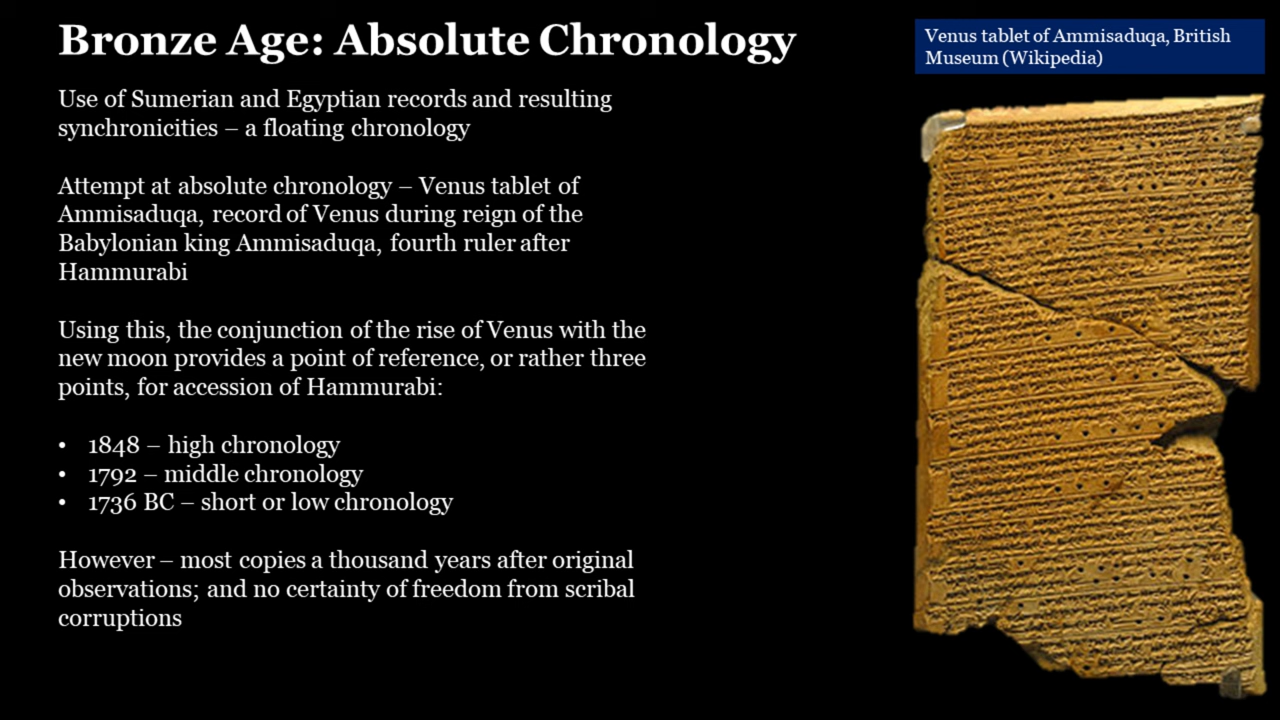 Bronze Age: Absolute Chronology
Venus tablet of Ammisaduqa, British
Museum (Wikipedia)
Use of Sumerian and Egyptian records and resulting
synchronicities – a floating chronology
Attempt at absolute chronology – Venus tablet of
Ammisaduqa, record of Venus during reign of the
Babylonian king Ammisaduqa, fourth ruler after
Hammurabi
Using this, the conjunction of the rise of Venus with the
new moon provides a point of reference, or rather three
points, for accession of Hammurabi:
• 1848 – high chronology
• 1792 – middle chronology
• 1736 BC – short or low chronology
However – most copies a thousand years after original
observations; and no certainty of freedom from scribal
corruptions